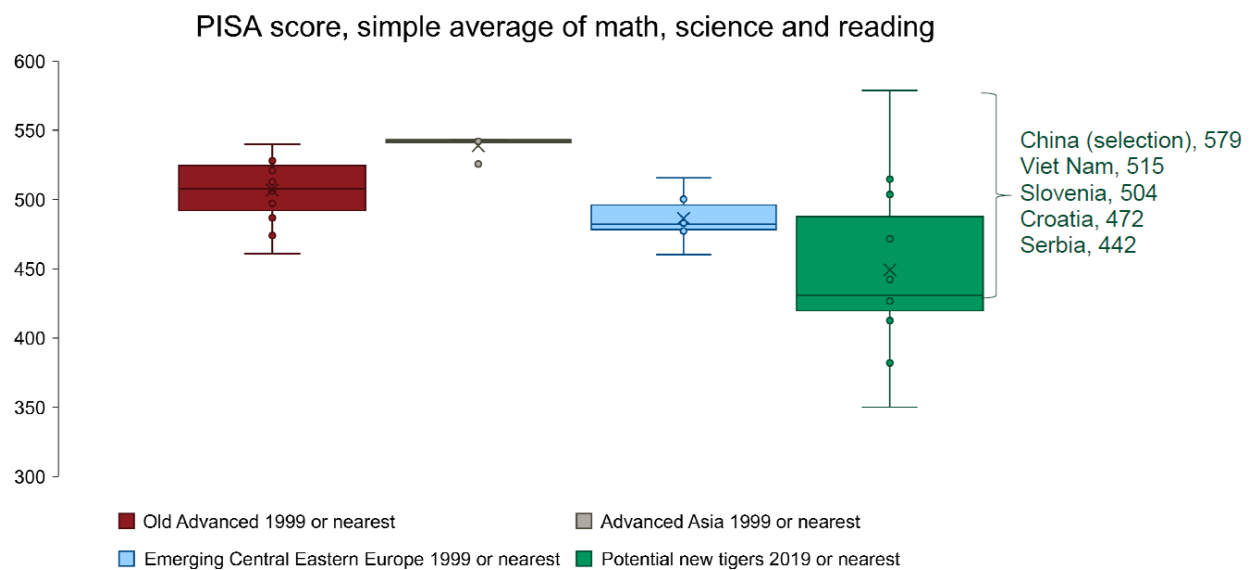 PISA score, simple average of math, science and reading
600
550
500
450
400
350
300
China (selection), 579
Viet Nam, 515
Slovenia, 504
Croatia, 472
Serbia, 442
Old Advanced 1999 or nearest
Advanced Asia 1999 or nearest
Emerging Central Eastern Europe 1999 or nearest
Potential new tigers 2019 or nearest